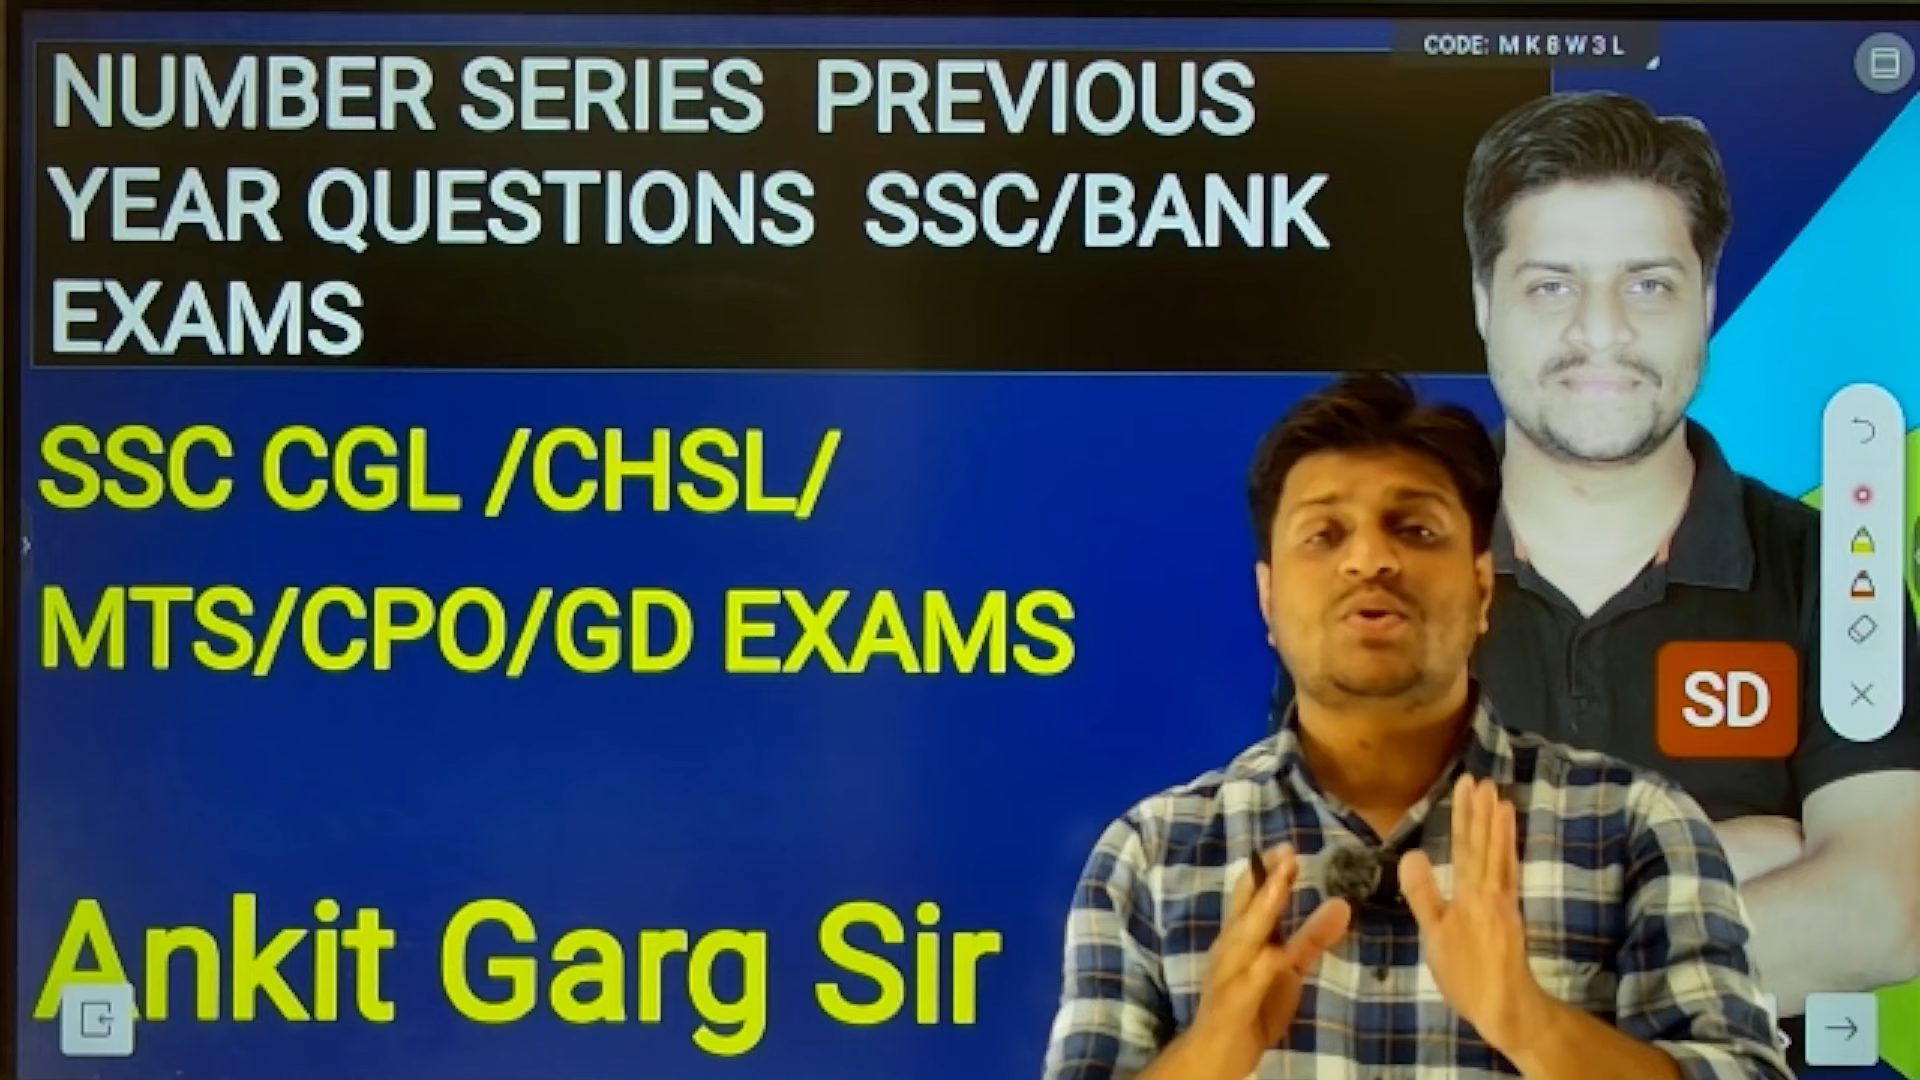 CODE: M K 8 W 3 L
NUMBER SERIES PREVIOUS
YEAR QUESTIONS SSC/BANK
EXAMS
SSC CGL /CHSL/
MTS/CPO/GD EXAMS
SD
Ankit Garg Sir